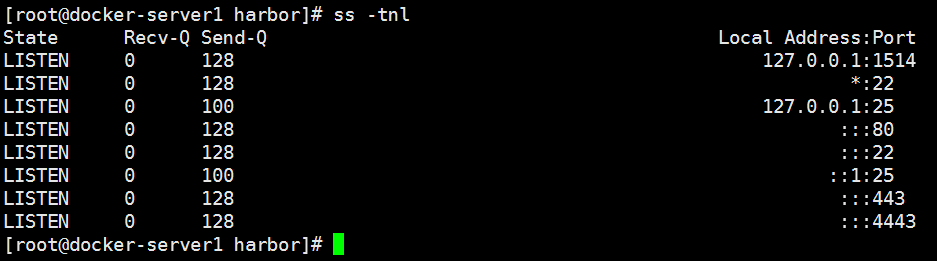 [root@docker-server1 harbor]# ss -tnl
State Recv-Q Send-Q Local Address:Port
LISTEN 0 128 127.0.0.1:1514
LISTEN 0 128 *:22
LISTEN 0 100 127.0.0.1:25
LISTEN 0 128 :::80
LISTEN 0 128 :::22
LISTEN 0 100 ::1:25
LISTEN 0 128 :::443
LISTEN 0 128 :::4443
[root@docker-server1 harbor]#